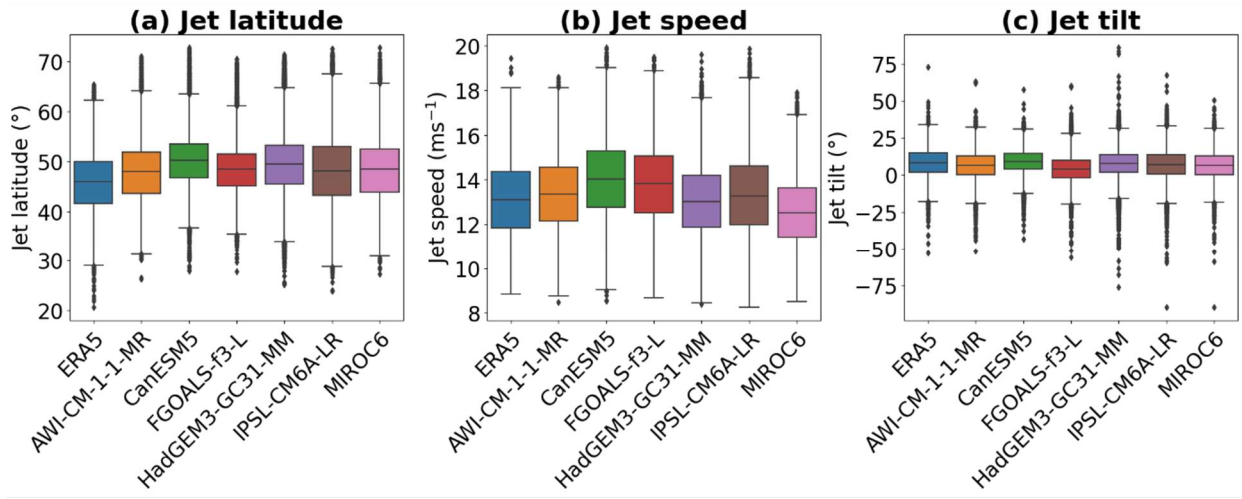 (a) Jet latitude
Jet latitude (°)
70
60
50
40
30
20
ERA5
AWI-CM-1-1-MR
CanESM5
FGOALS-f3-L
HadGEM3-GC31-MM
IPSL-CM6A-LR
MIROC6
(b) Jet speed
Jet speed (ms⁻¹)
20
18
16
14
12
10
8
ERA5
AWI-CM-1-1-MR
CanESM5
FGOALS-f3-L
HadGEM3-GC31-MM
IPSL-CM6A-LR
MIROC6
(c) Jet tilt
Jet tilt (°)
75
50
25
0
−25
−50
−75
ERA5
AWI-CM-1-1-MR
CanESM5
FGOALS-f3-L
HadGEM3-GC31-MM
IPSL-CM6A-LR
MIROC6